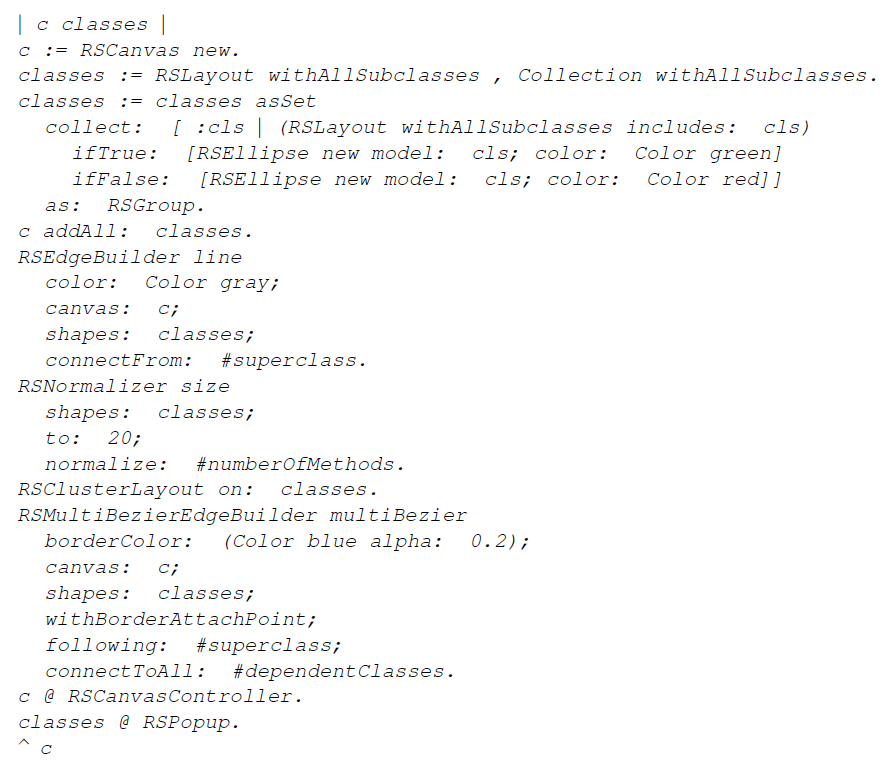 | c classes |
c := RSCanvas new.
classes := RSLayout withAllSubclasses , Collection withAllSubclasses.
classes := classes asSet
collect: [ :cls | (RSLayout withAllSubclasses includes: cls)
ifTrue: [RSEllipse new model: cls; color: Color green]
ifFalse: [RSEllipse new model: cls; color: Color red]]
as: RSGroup.
c addAll: classes.
RSEdgeBuilder line
color: Color gray;
canvas: c;
shapes: classes;
connectFrom: #superclass.
RSNormalizer size
shapes: classes;
to: 20;
normalize: #numberOfMethods.
RSClusterLayout on: classes.
RSMultiBezierEdgeBuilder multiBezier
borderColor: (Color blue alpha: 0.2);
canvas: c;
shapes: classes;
withBorderAttachPoint;
following: #superclass;
connectToAll: #dependentClasses.
c @ RSCanvasController.
classes @ RSPopup.
^ c